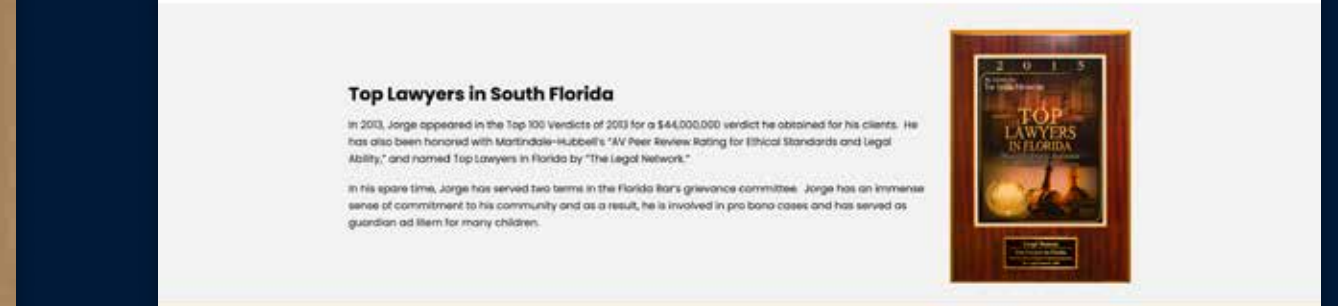 Top Lawyers in South Florida
In 2013, Jorge appeared in the Top 100 Verdicts of 2013 for a $44,000,000 verdict he obtained for his clients. He
has also been honored with Martindale-Hubbell's "AV Peer Review Rating for Ethical Standards and Legal
Ability," and named Top Lawyers in Florida by "The Legal Network."
In his spare time, Jorge has served two terms in the Florida Bar's grievance committee. Jorge has an immense
sense of commitment to his community and as a result, he is involved in pro bono cases and has served as
guardian ad litem for many children.
2015
TOP
LAWYERS
IN FLORIDA